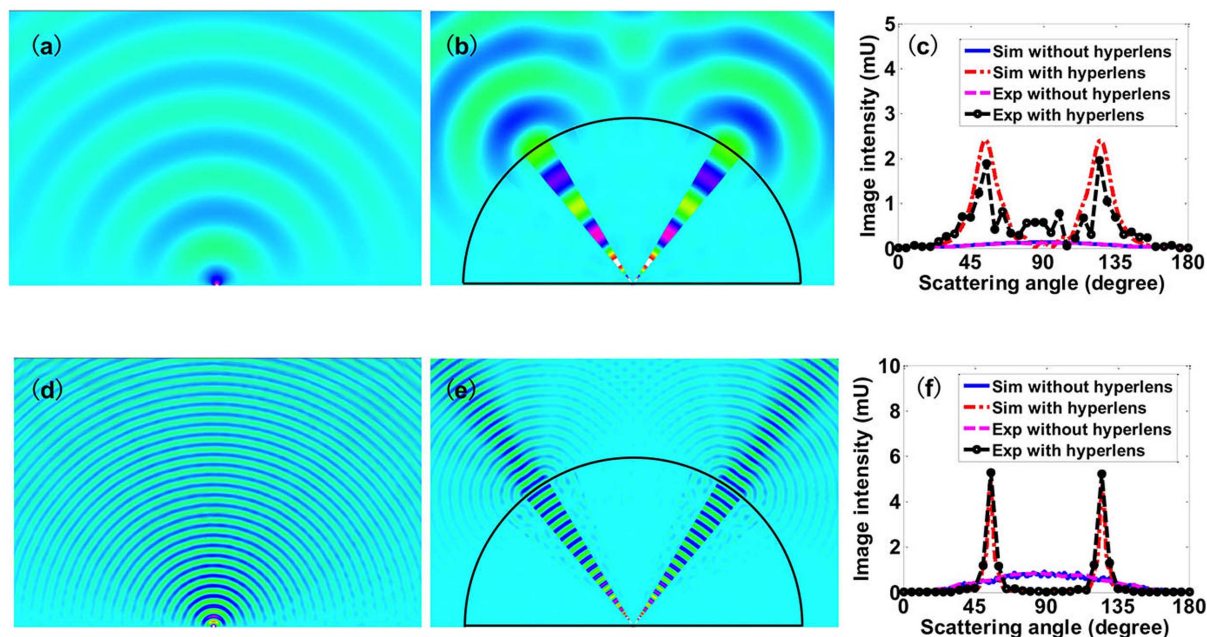 (a)
(b)
(c)
Image intensity (mU)
5
4
3
2
1
0
Sim without hyperlens
Sim with hyperlens
Exp without hyperlens
Exp with hyperlens
0 45 90 135 180
Scattering angle (degree)
(d)
(e)
(f)
Image intensity (mU)
10
8
6
4
2
0
Sim without hyperlens
Sim with hyperlens
Exp without hyperlens
Exp with hyperlens
0 45 90 135 180
Scattering angle (degree)